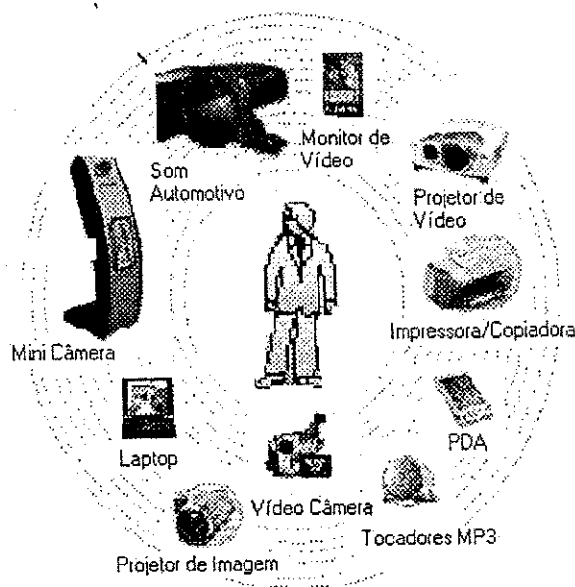 Monitor de
Vídeo
Som
Automotivo
Projetor de
Vídeo
Impressora/Copiadora
Mini Câmera
PDA
Laptop
Vídeo Câmera
Tocadores MP3
Projetor de Imagem